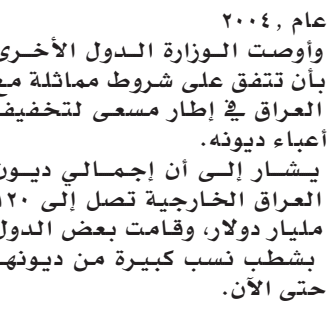 عام ,٢٠٠٤
وأوصت الوزارة الدول الأخرى
بأن تتفق على شروط مماثلة مع
العراق في إطار مسعى لتخفيف
أعباء ديونه.
يشار إلى أن إجمالي ديون
العراق الخارجية تصل إلى ١٢٠
مليار دولار، وقامت بعض الدول
بشطب نسب كبيرة من ديونها
حتى الآن.